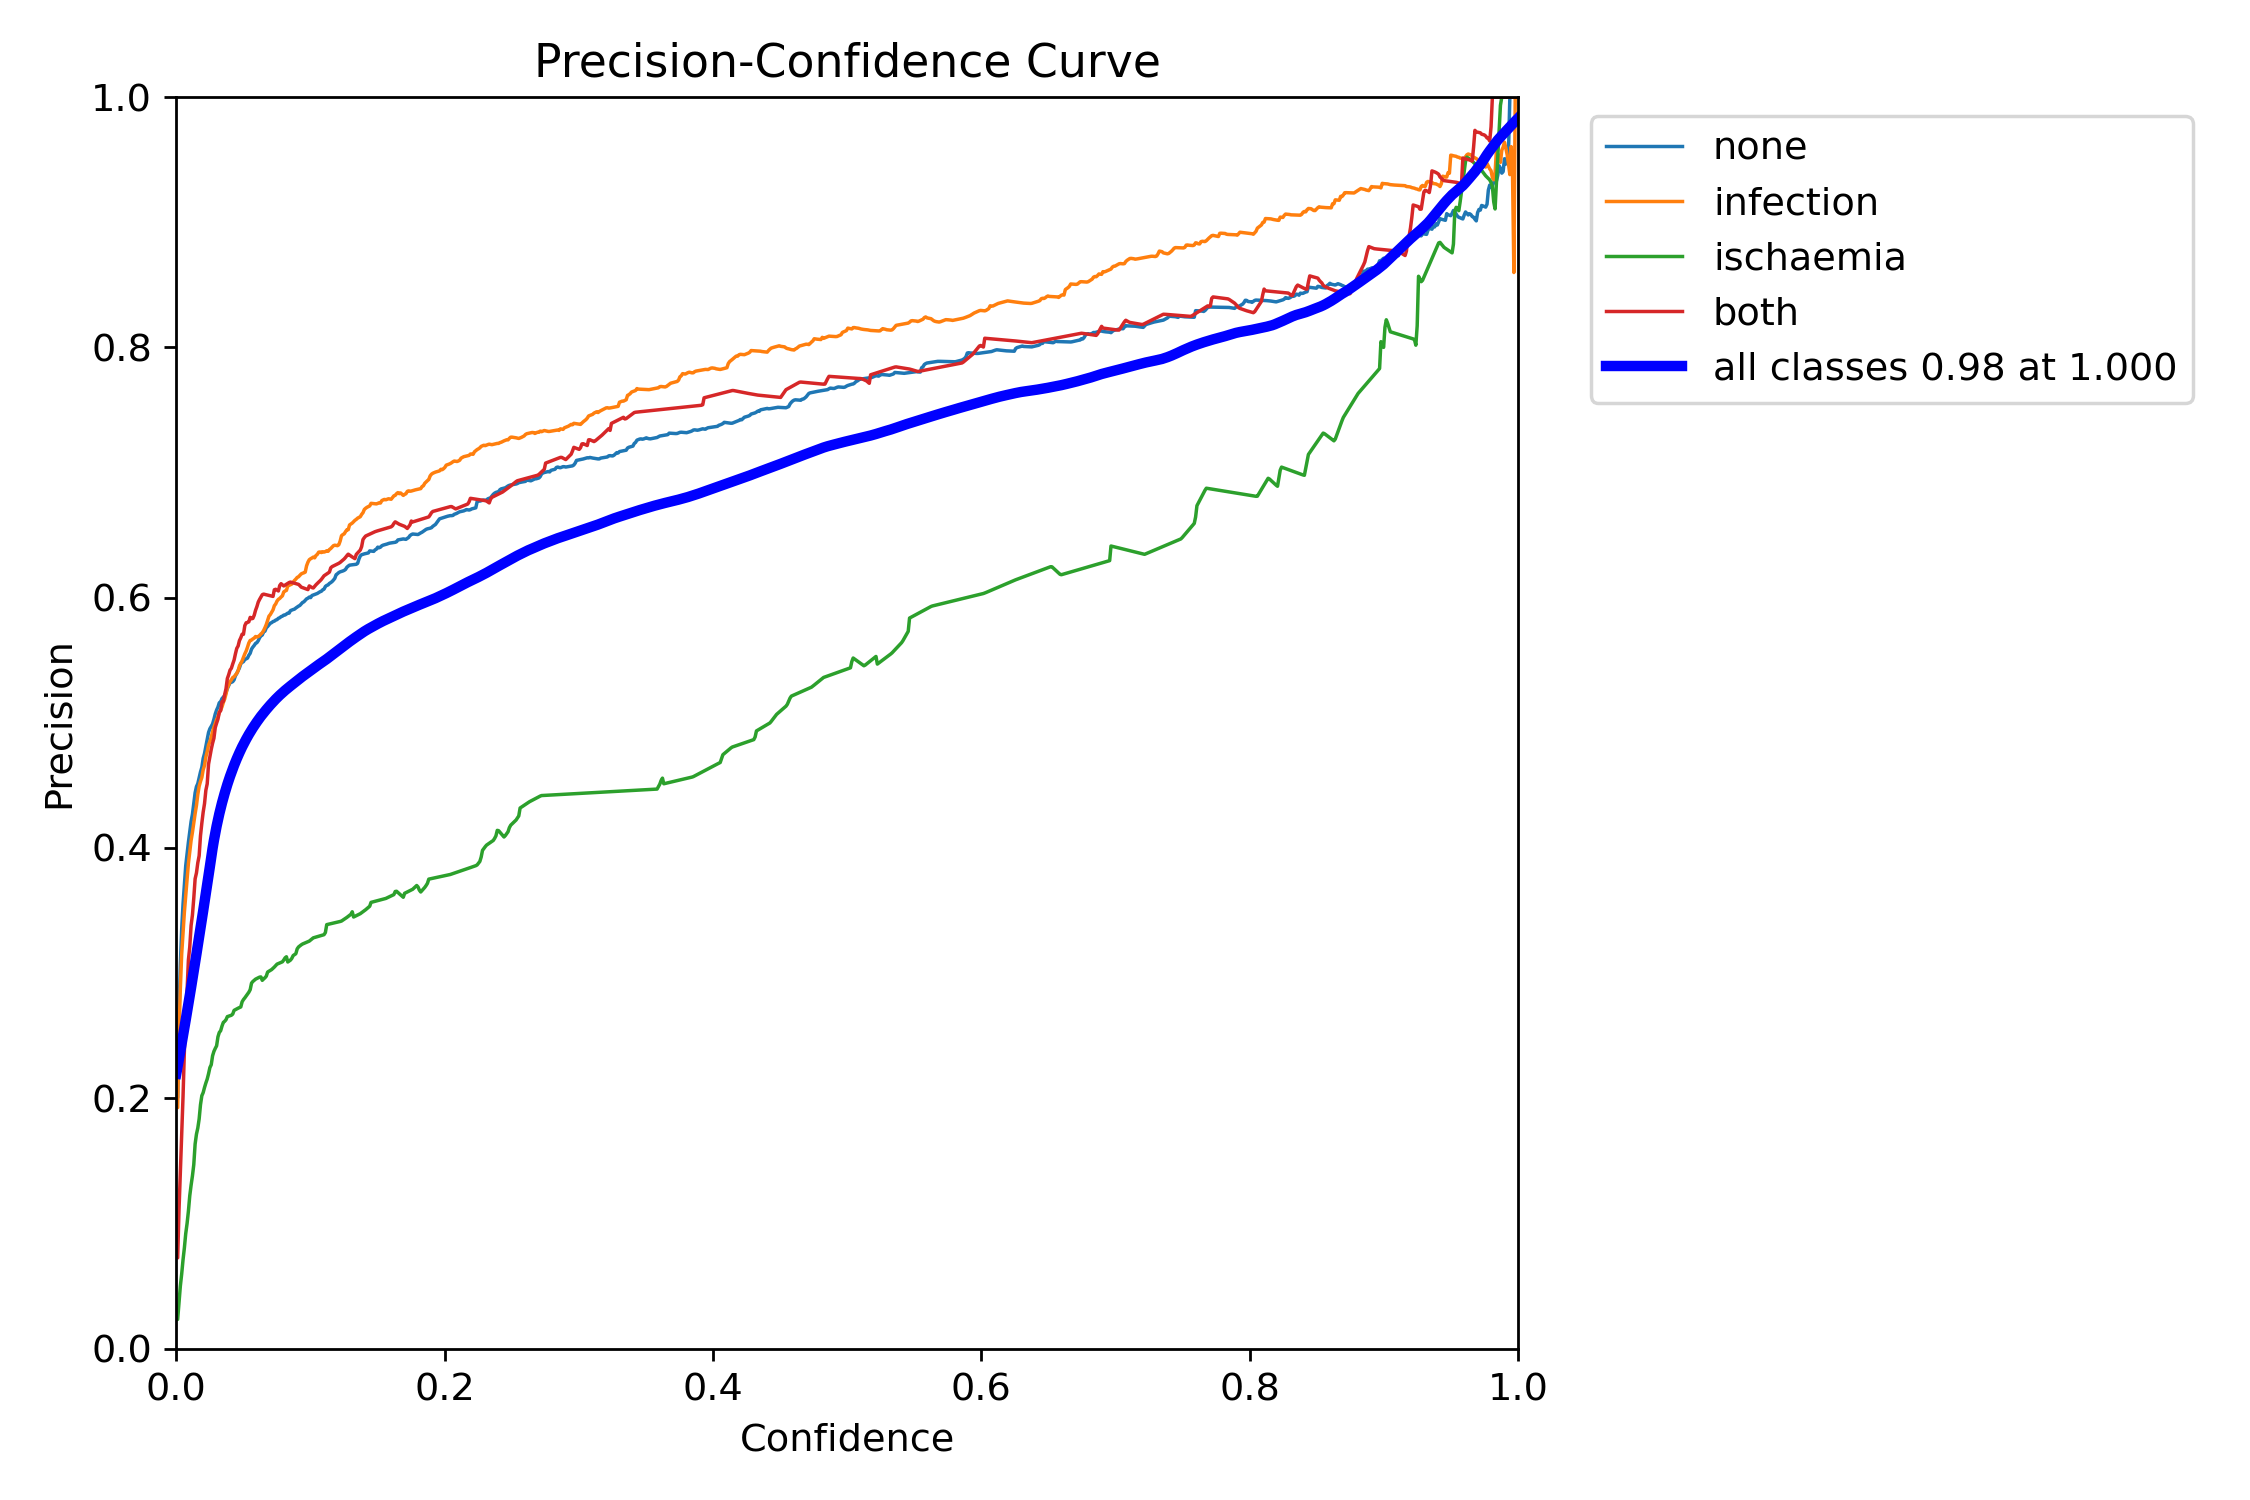 Precision-Confidence Curve
1.0
0.8
0.6
0.4
0.2
0.0
Precision
0.0 0.2 0.4 0.6 0.8 1.0
Confidence
none
infection
ischaemia
both
all classes 0.98 at 1.000